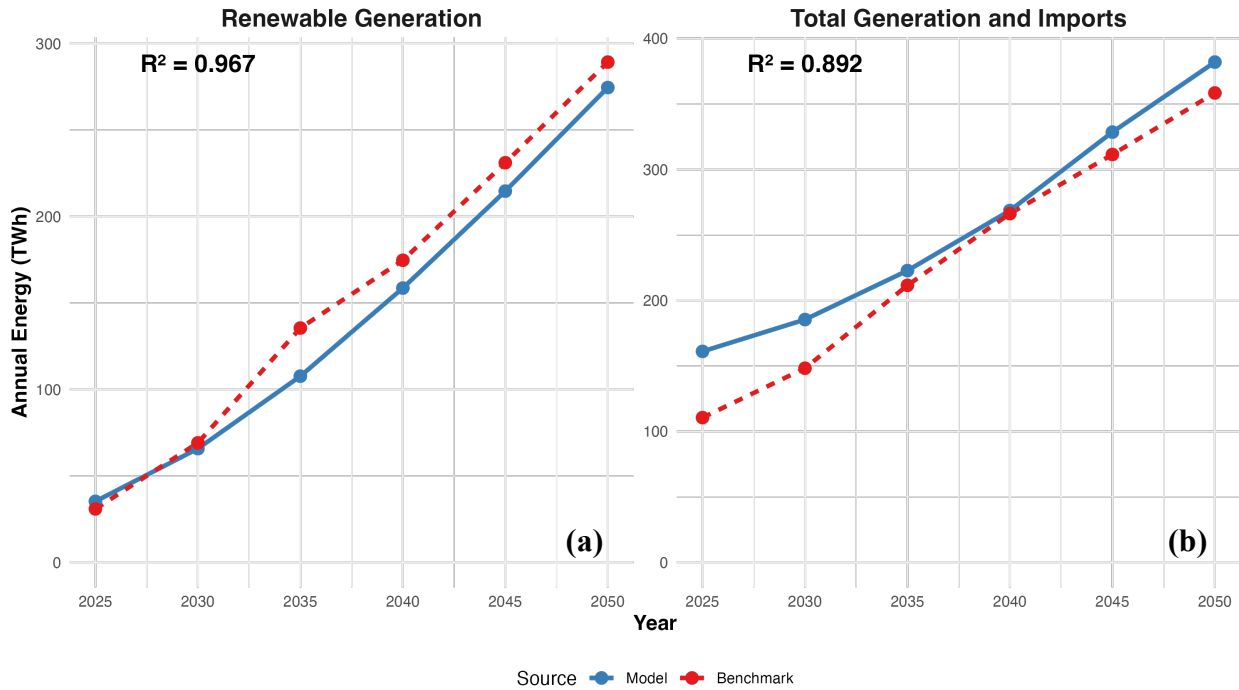 Renewable Generation
Total Generation and Imports
R² = 0.967
R² = 0.892
Annual Energy (TWh)
300
200
100
0
400
300
200
100
0
(a)
(b)
2025 2030 2035 2040 2045 2050
2025 2030 2035 2040 2045 2050
Year
Source Model Benchmark